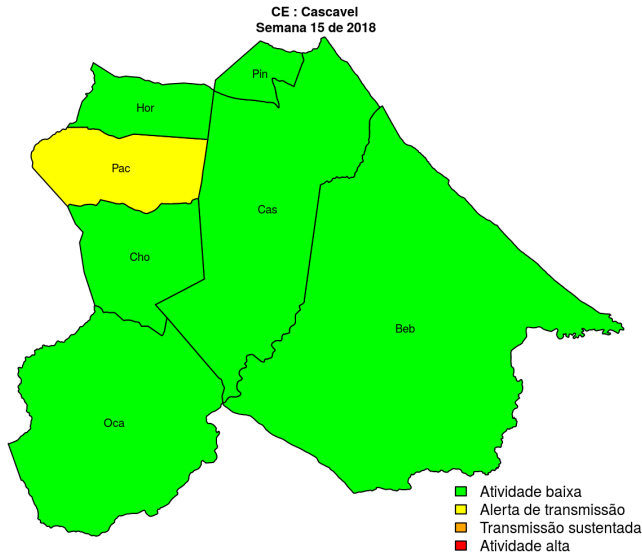 CE : Cascavel
Semana 15 de 2018
Pin
Hor
Pac
Cas
Cho
Beb
Oca
Atividade baixa
Alerta de transmissão
Transmissão sustentada
Atividade alta